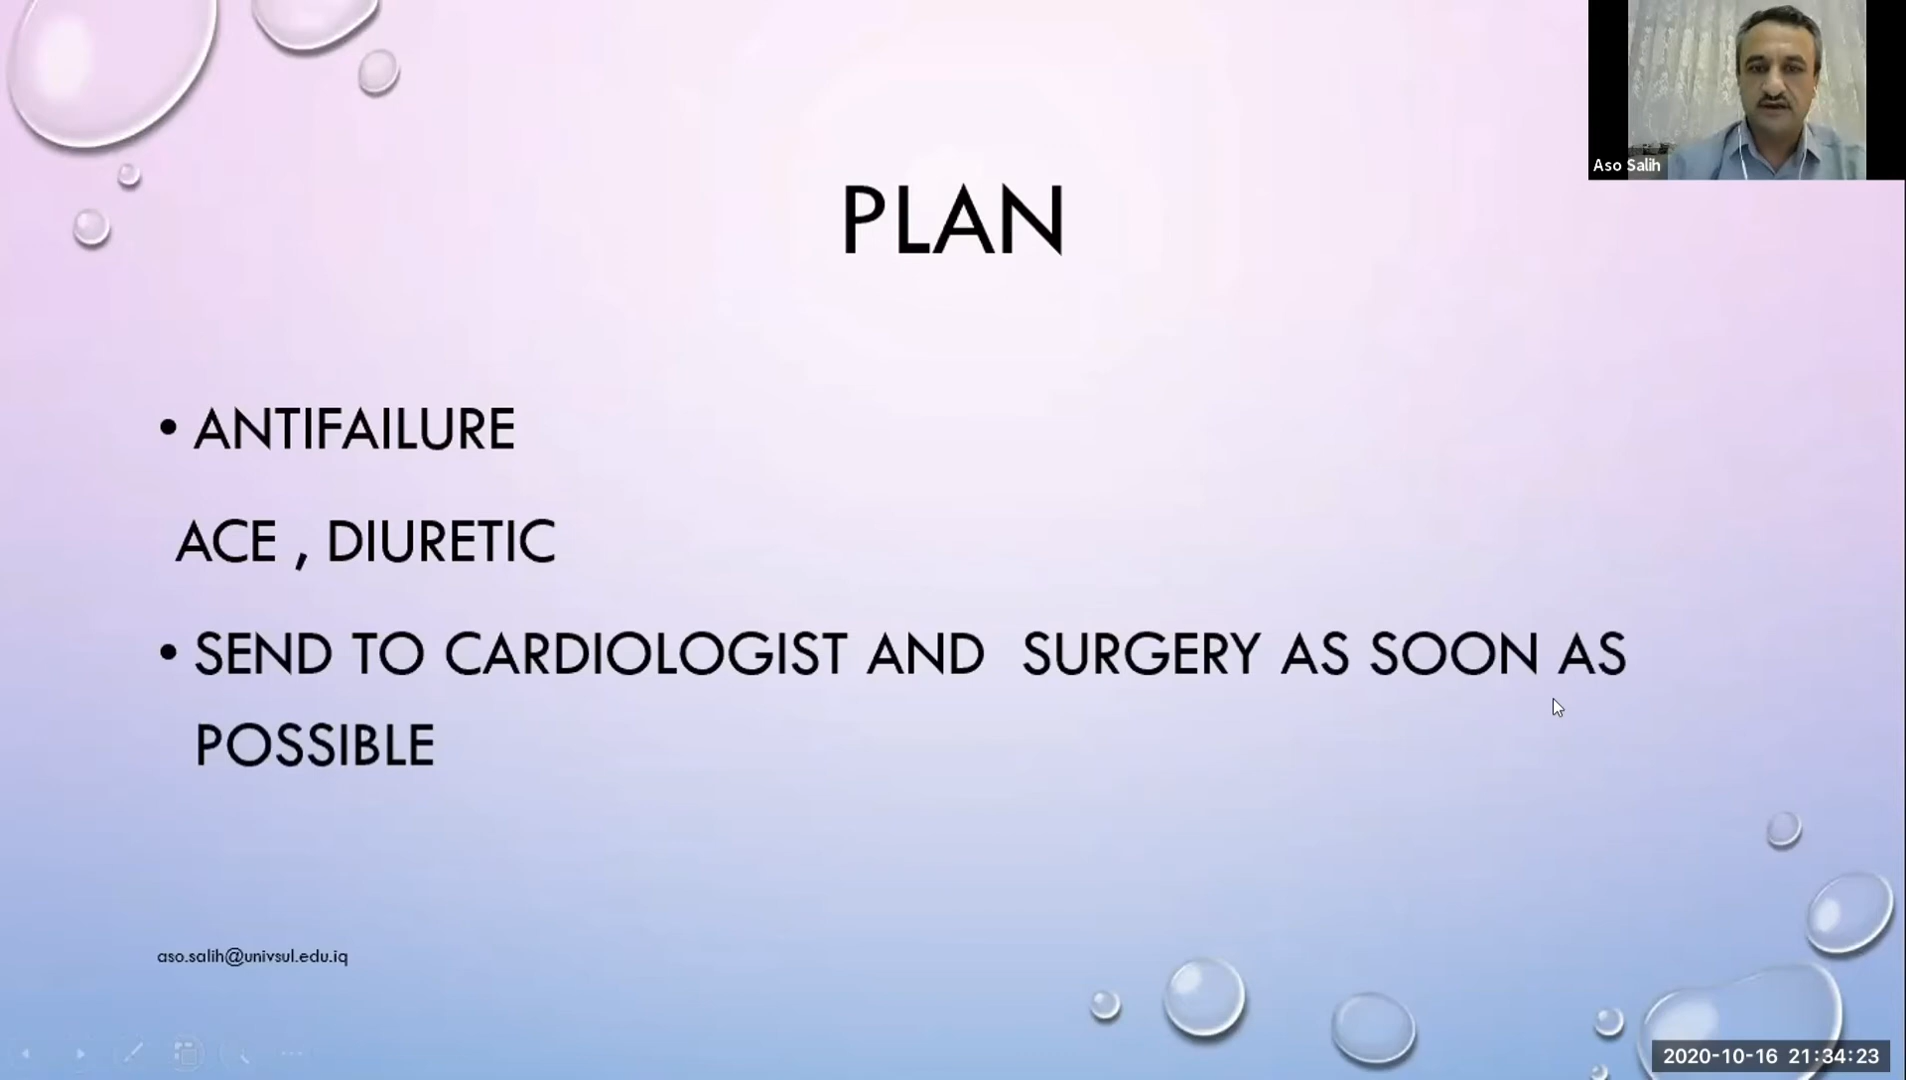 Aso Salih
PLAN
• ANTIFAILURE
ACE , DIURETIC
• SEND TO CARDIOLOGIST AND SURGERY AS SOON AS
POSSIBLE
aso.salih@univsul.edu.iq
2020-10-16 21:34:23